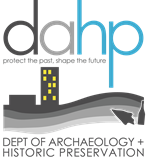 dahp
protect the past, shape the future
DEPT OF ARCHAEOLOGY +
HISTORIC PRESERVATION